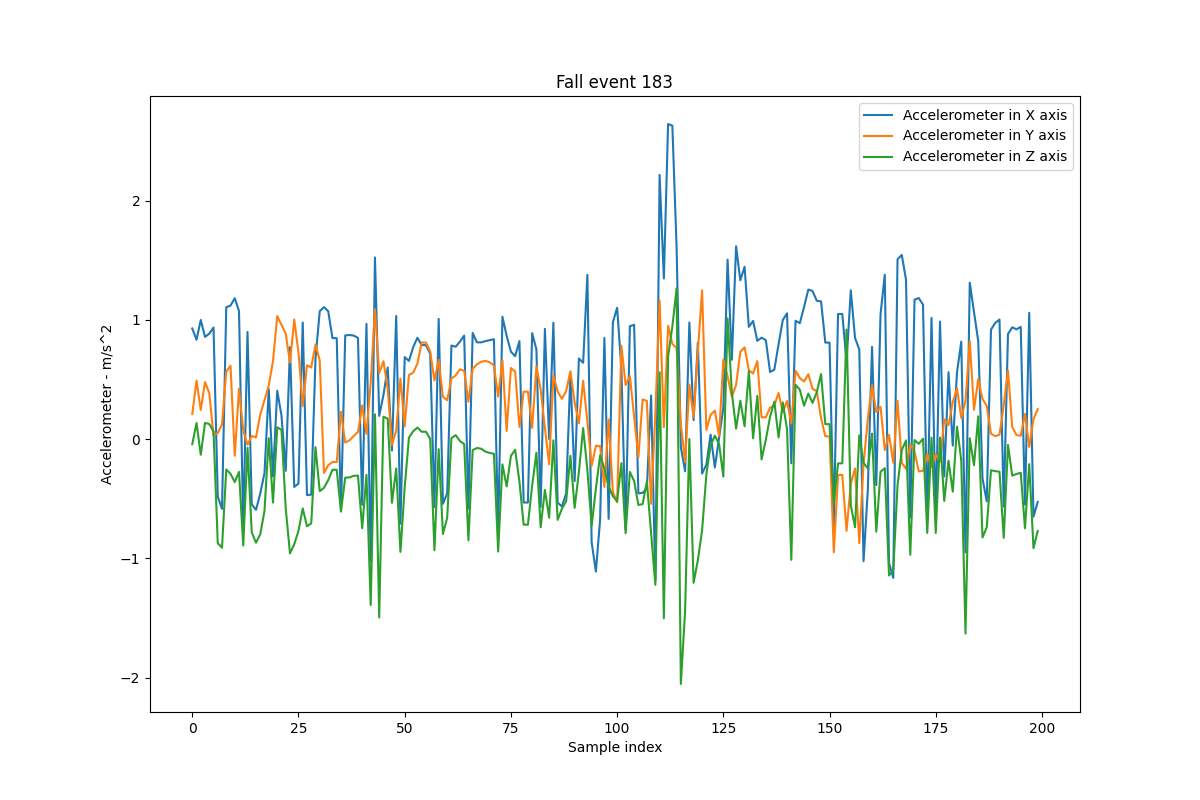 Fall event 183
Accelerometer in X axis
Accelerometer in Y axis
Accelerometer in Z axis
Accelerometer - m/s^2
2
1
0
−1
−2
0 25 50 75 100 125 150 175 200
Sample index